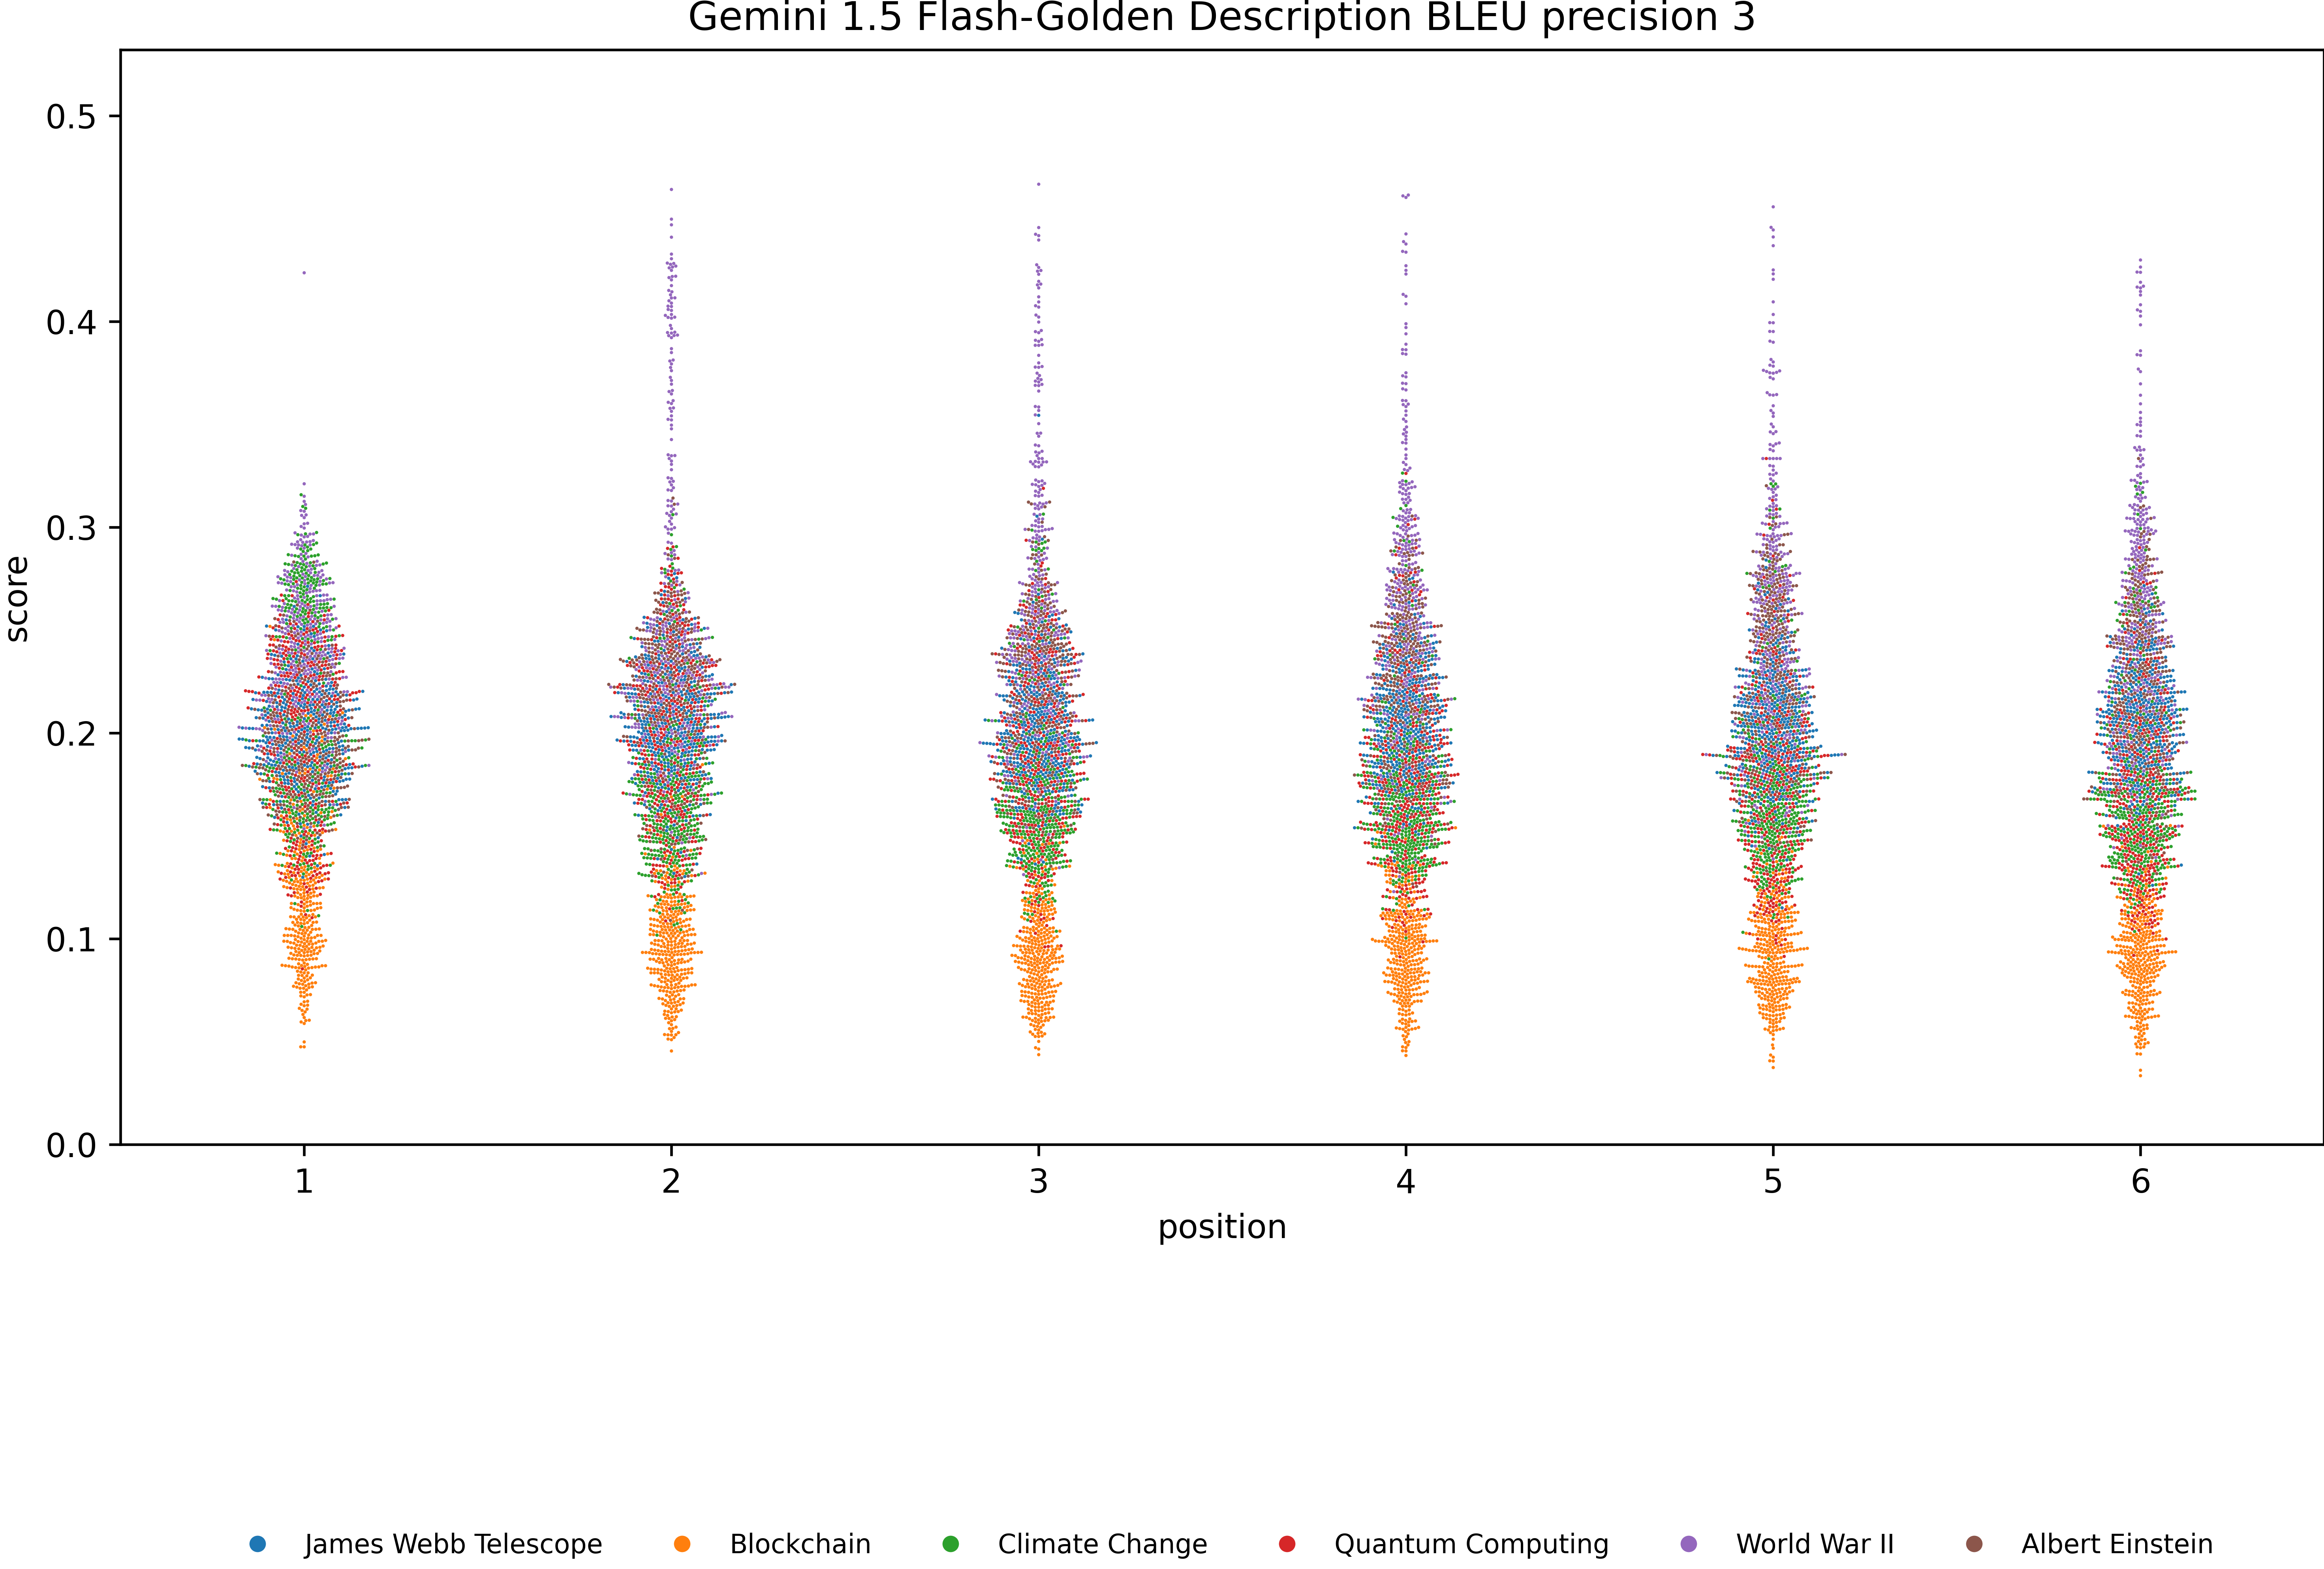 Gemini 1.5 Flash-Golden Description BLEU precision 3
score
0.5
0.4
0.3
0.2
0.1
0.0
1 2 3 4 5 6
position
James Webb Telescope Blockchain Climate Change Quantum Computing World War II Albert Einstein